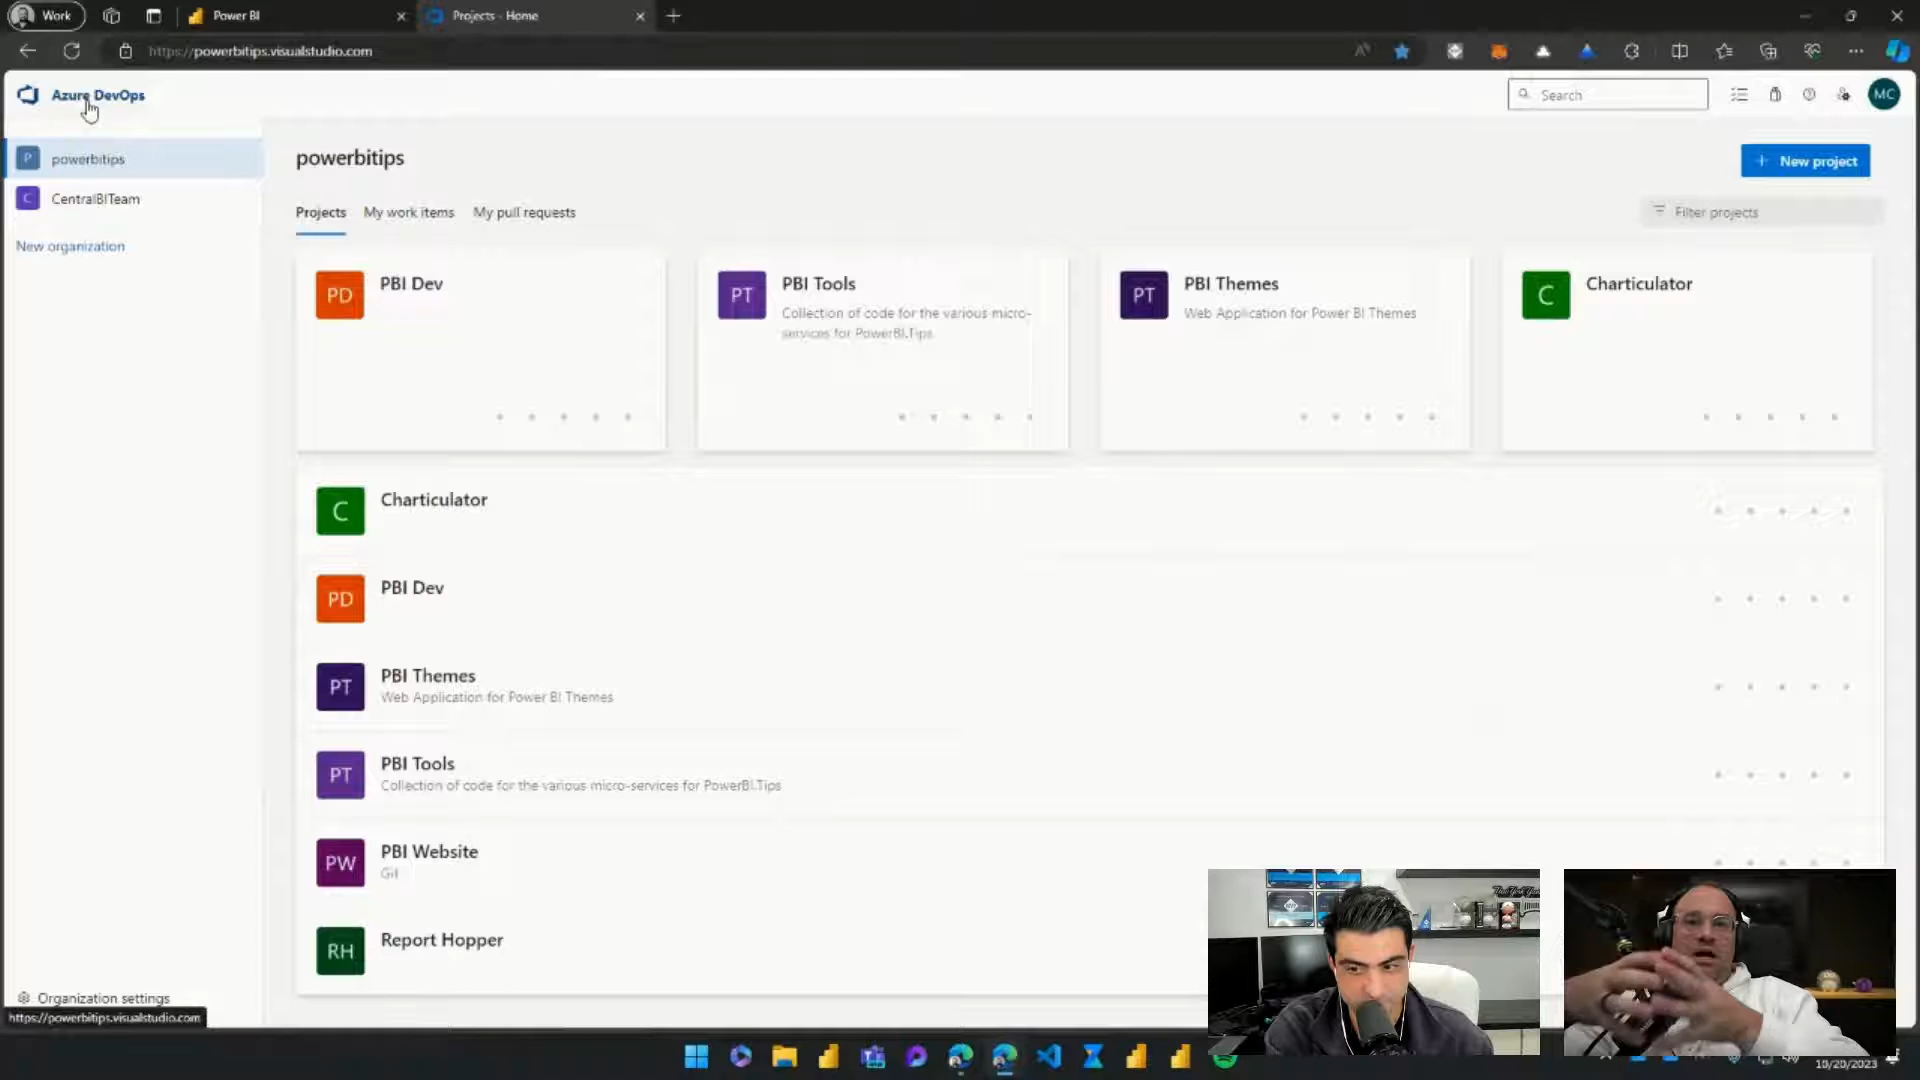 Work
Power BI
Projects - Home
https://powerbitips.visualstudio.com
Azure DevOps
Search
MC
P
powerbitips
C
CentralBITeam
New organization
powerbitips
New project
Projects
My work items
My pull requests
Filter projects
PD
PBI Dev
PT
PBI Tools
Collection of code for the various micro-
services for PowerBI.Tips
PT
PBI Themes
Web Application for Power BI Themes
C
Charticulator
C
Charticulator
PD
PBI Dev
PT
PBI Themes
Web Application for Power BI Themes
PT
PBI Tools
Collection of code for the various micro-services for PowerBI.Tips
PW
PBI Website
Git
RH
Report Hopper
Organization settings
https://powerbitips.visualstudio.com
10/20/2023